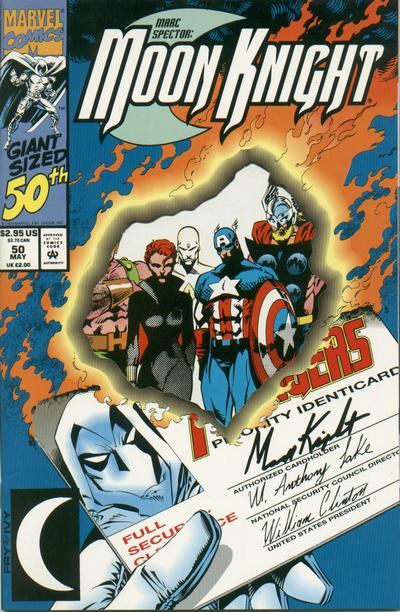 MARVEL
COMICS
MARC
SPECTOR:
MOON KNIGHT
GIANT
SIZED
50th
$2.95 US
$3.75 CAN
50
MAY
UK £2.00
APPROVED
BY THE
COMICS
CODE
CA
AUTHORITY
PRIORITY IDENTICARD
Moon Knight
AUTHORIZED CARDHOLDER
W. Anthony Lake
NATIONAL SECURITY COUNCIL DIRECTOR
William Clinton
UNITED STATES PRESIDENT
FULL
FRY & IVY